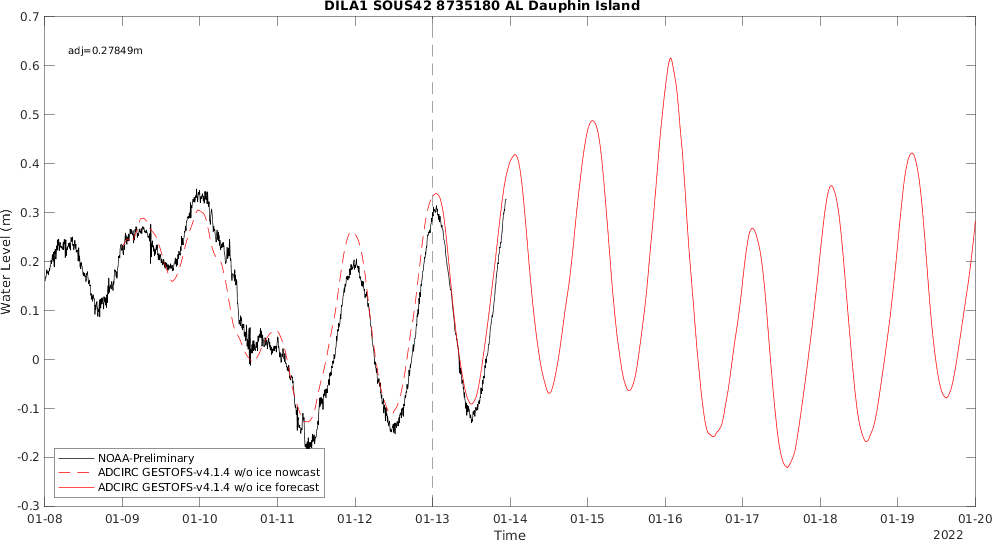 DILA1 SOUS42 8735180 AL Dauphin Island
adj=0.27849m
Water Level (m)
0.7
0.6
0.5
0.4
0.3
0.2
0.1
0
-0.1
-0.2
-0.3
NOAA-Preliminary
ADCIRC GESTOFS-v4.1.4 w/o ice nowcast
ADCIRC GESTOFS-v4.1.4 w/o ice forecast
01-08 01-09 01-10 01-11 01-12 01-13 01-14 01-15 01-16 01-17 01-18 01-19 01-20
Time
2022